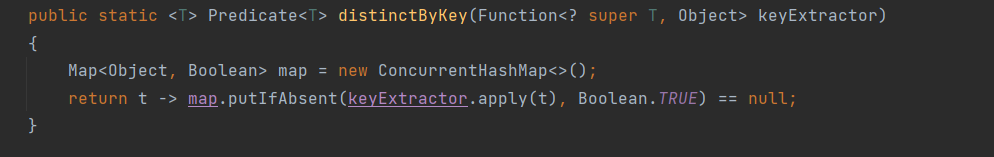 public static <T> Predicate<T> distinctByKey(Function<? super T, Object> keyExtractor)
{
    Map<Object, Boolean> map = new ConcurrentHashMap<>();
    return t -> map.putIfAbsent(keyExtractor.apply(t), Boolean.TRUE) == null;
}